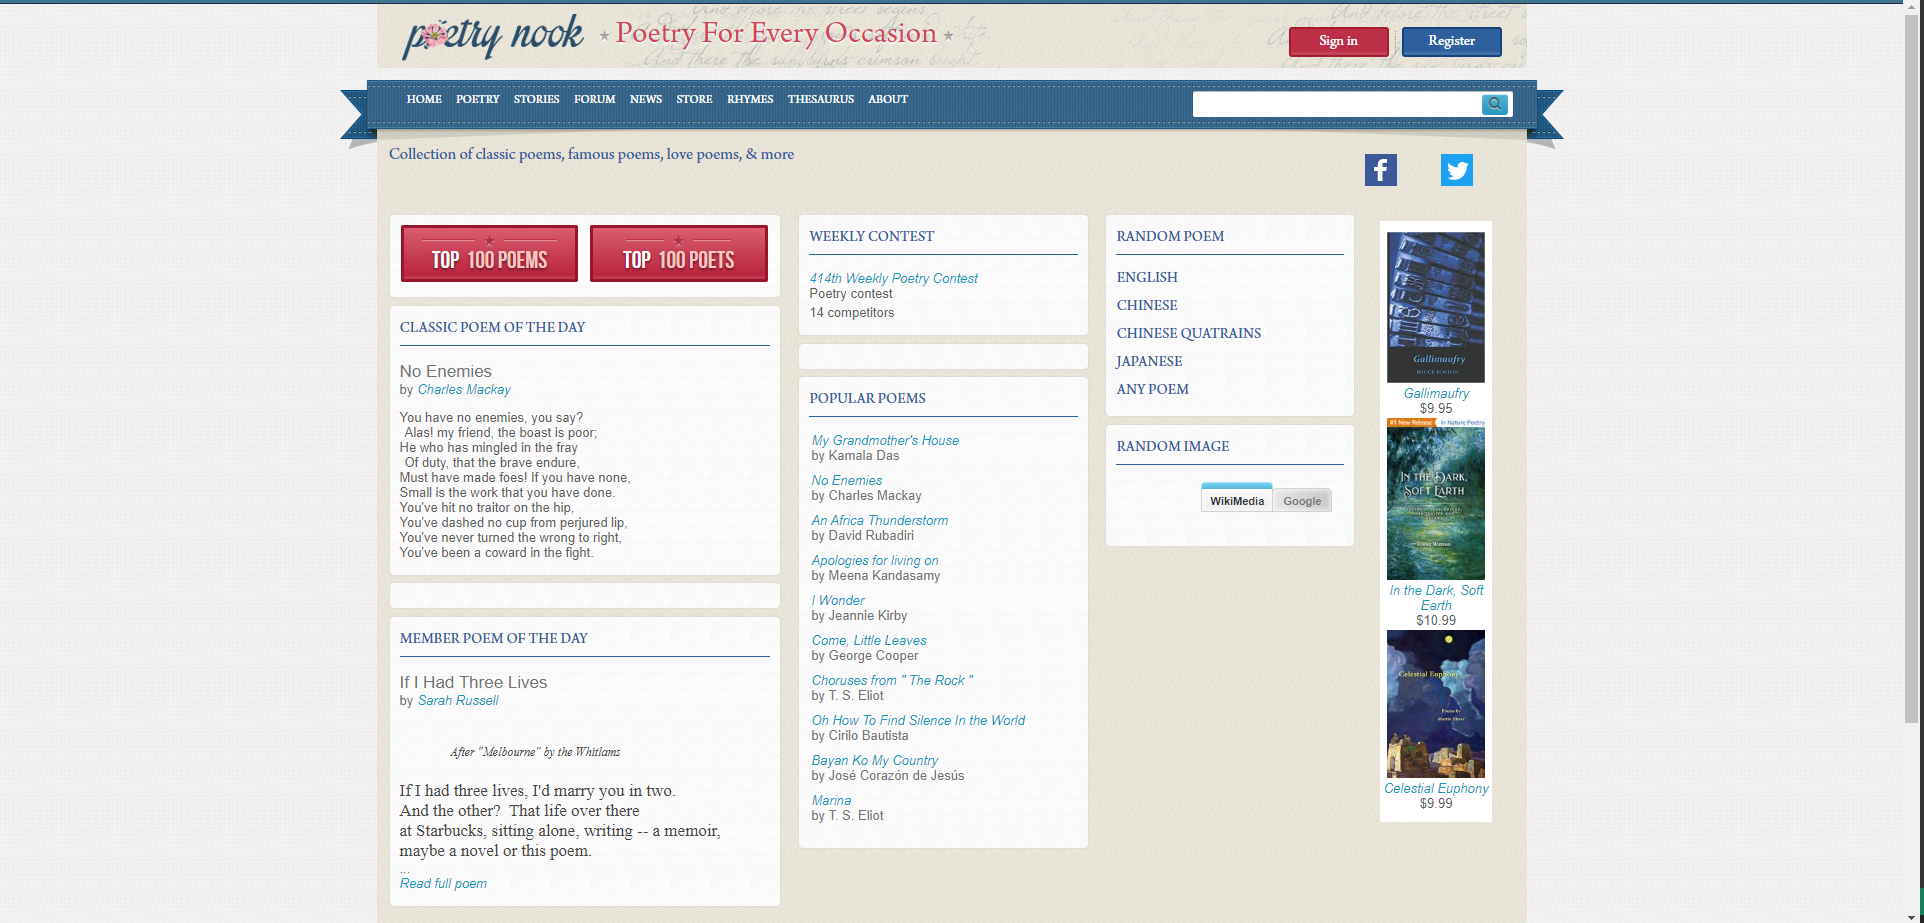 poetry nook
Poetry For Every Occasion
Sign in
Register
HOME POETRY STORIES FORUM NEWS STORE RHYMES THESAURUS ABOUT
Collection of classic poems, famous poems, love poems, & more
TOP 100 POEMS
TOP 100 POETS
CLASSIC POEM OF THE DAY
No Enemies
by Charles Mackay
You have no enemies, you say?
Alas! my friend, the boast is poor;
He who has mingled in the fray
Of duty, that the brave endure,
Must have made foes! If you have none,
Small is the work that you have done.
You've hit no traitor on the hip,
You've dashed no cup from perjured lip,
You've never turned the wrong to right,
You've been a coward in the fight.
MEMBER POEM OF THE DAY
If I Had Three Lives
by Sarah Russell
After "Melbourne" by the Whitlams
If I had three lives, I'd marry you in two.
And the other?  That life over there
at Starbucks, sitting alone, writing -- a memoir,
maybe a novel or this poem.
...
Read full poem
WEEKLY CONTEST
414th Weekly Poetry Contest
Poetry contest
14 competitors
POPULAR POEMS
My Grandmother's House
by Kamala Das
No Enemies
by Charles Mackay
An Africa Thunderstorm
by David Rubadiri
Apologies for living on
by Meena Kandasamy
I Wonder
by Jeannie Kirby
Come, Little Leaves
by George Cooper
Choruses from " The Rock "
by T. S. Eliot
Oh How To Find Silence In the World
by Cirilo Bautista
Bayan Ko My Country
by José Corazón de Jesús
Marina
by T. S. Eliot
RANDOM POEM
ENGLISH
CHINESE
CHINESE QUATRAINS
JAPANESE
ANY POEM
RANDOM IMAGE
WikiMedia
Google
Gallimaufry
BRUCE BOSTON
Gallimaufry
$9.95
#1 New Release in Nature Poetry
IN THE DARK,
SOFT EARTH
In the Dark, Soft
Earth
$10.99
Celestial Euphony
Poems by
Celestial Euphony
$9.99